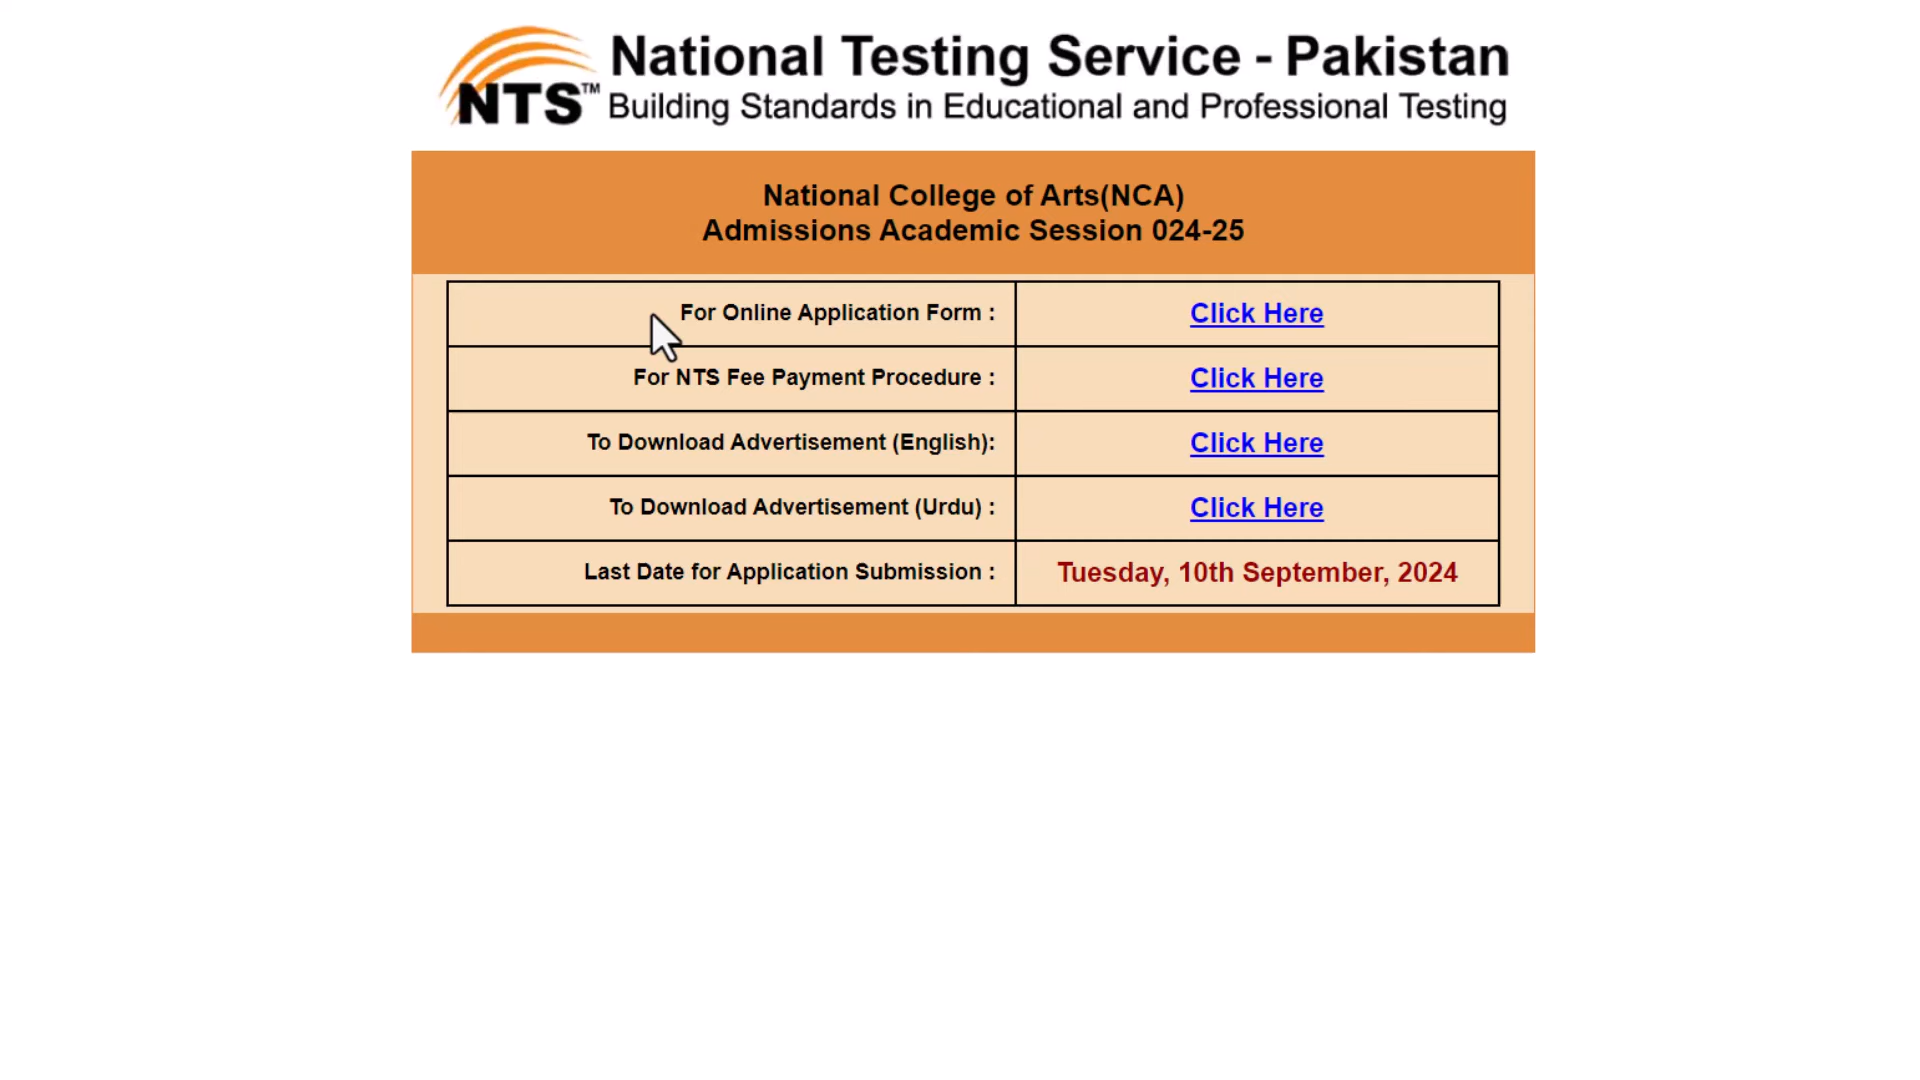 NTS™
National Testing Service - Pakistan
Building Standards in Educational and Professional Testing
National College of Arts(NCA)
Admissions Academic Session 024-25
For Online Application Form : Click Here
For NTS Fee Payment Procedure : Click Here
To Download Advertisement (English): Click Here
To Download Advertisement (Urdu) : Click Here
Last Date for Application Submission : Tuesday, 10th September, 2024